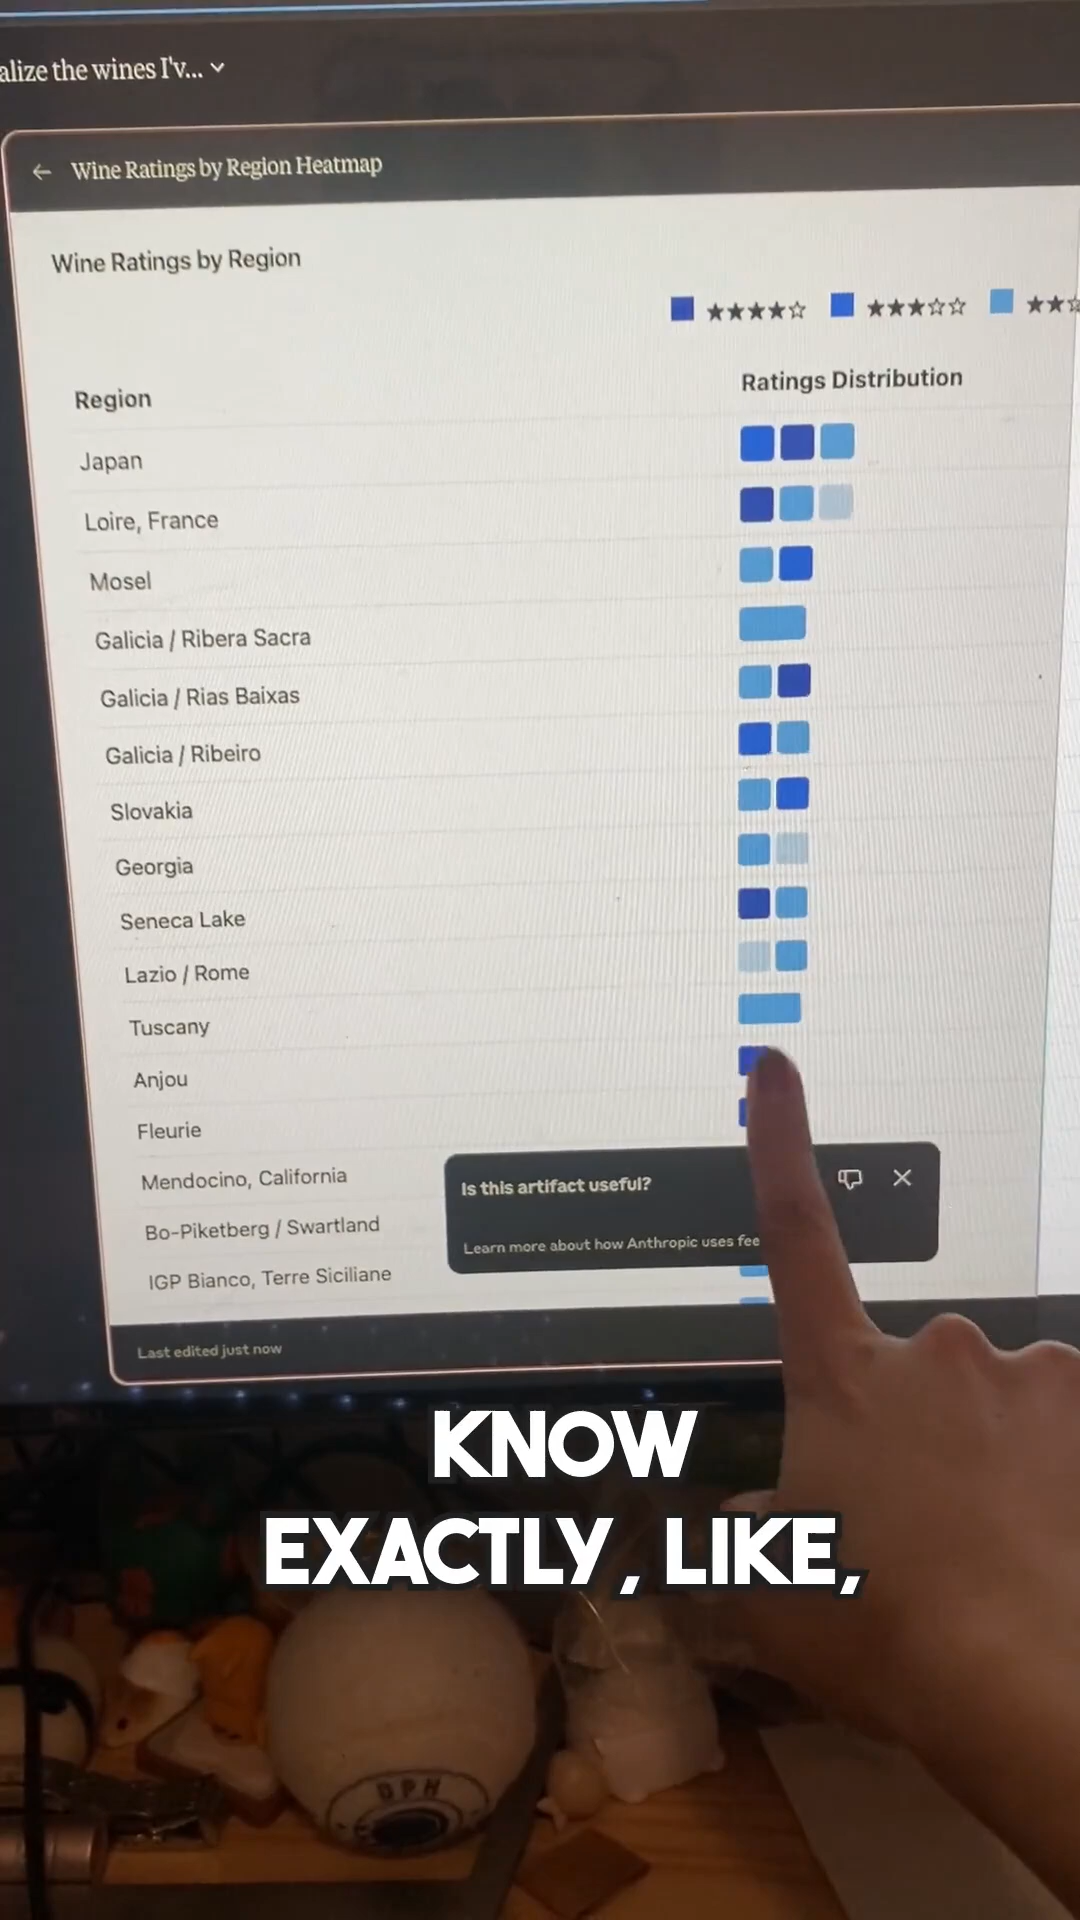 alize the wines I'v...
Wine Ratings by Region Heatmap
Wine Ratings by Region
★★★★☆ ★★★☆☆ ★★☆
Region
Ratings Distribution
Japan
Loire, France
Mosel
Galicia / Ribera Sacra
Galicia / Rias Baixas
Galicia / Ribeiro
Slovakia
Georgia
Seneca Lake
Lazio / Rome
Tuscany
Anjou
Fleurie
Mendocino, California
Bo-Piketberg / Swartland
IGP Bianco, Terre Siciliane
Is this artifact useful?
Learn more about how Anthropic uses fee
Last edited just now
KNOW
EXACTLY, LIKE,
DPH